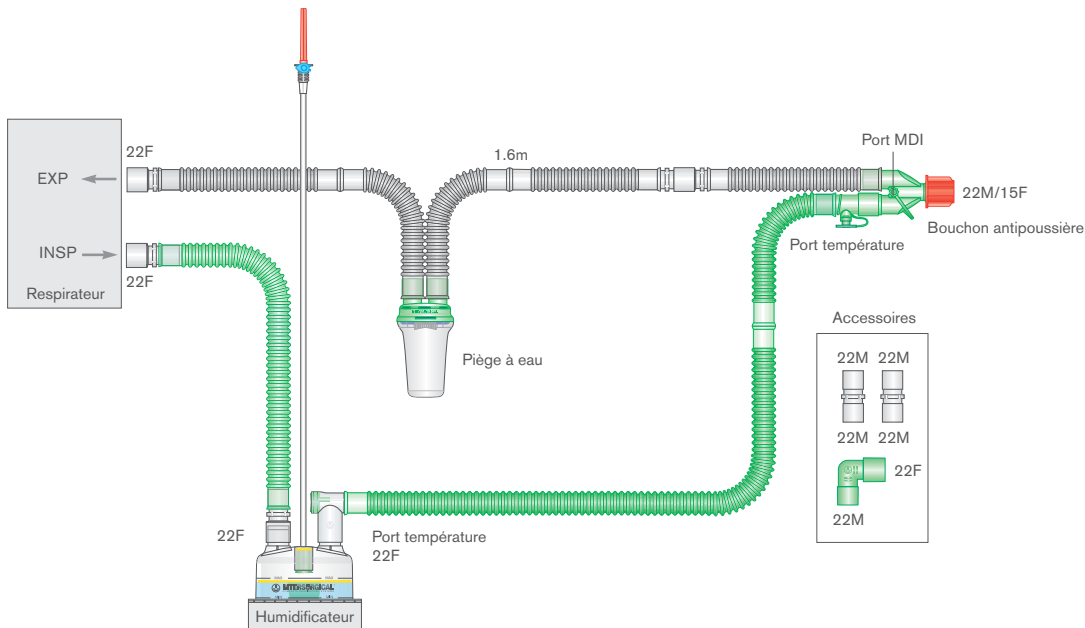 22F
1.6m
Port MDI
EXP
22M/15F
Bouchon antipoussière
Port température
INSP
22F
Respirateur
Accessoires
22M 22M
Piège à eau
22M 22M
22F
22M
22F
Port température
22F
INTERSURGICAL
Humidificateur